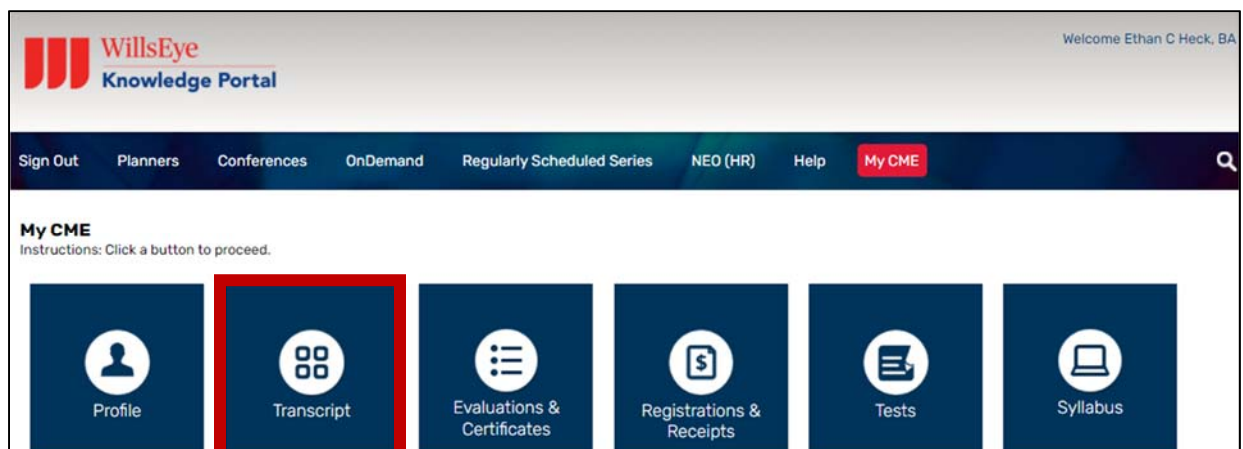 WillsEye
Knowledge Portal
Welcome Ethan C Heck, BA
Sign Out Planners Conferences OnDemand Regularly Scheduled Series NEO (HR) Help My CME
My CME
Instructions: Click a button to proceed.
Profile
Transcript
Evaluations &
Certificates
Registrations &
Receipts
Tests
Syllabus